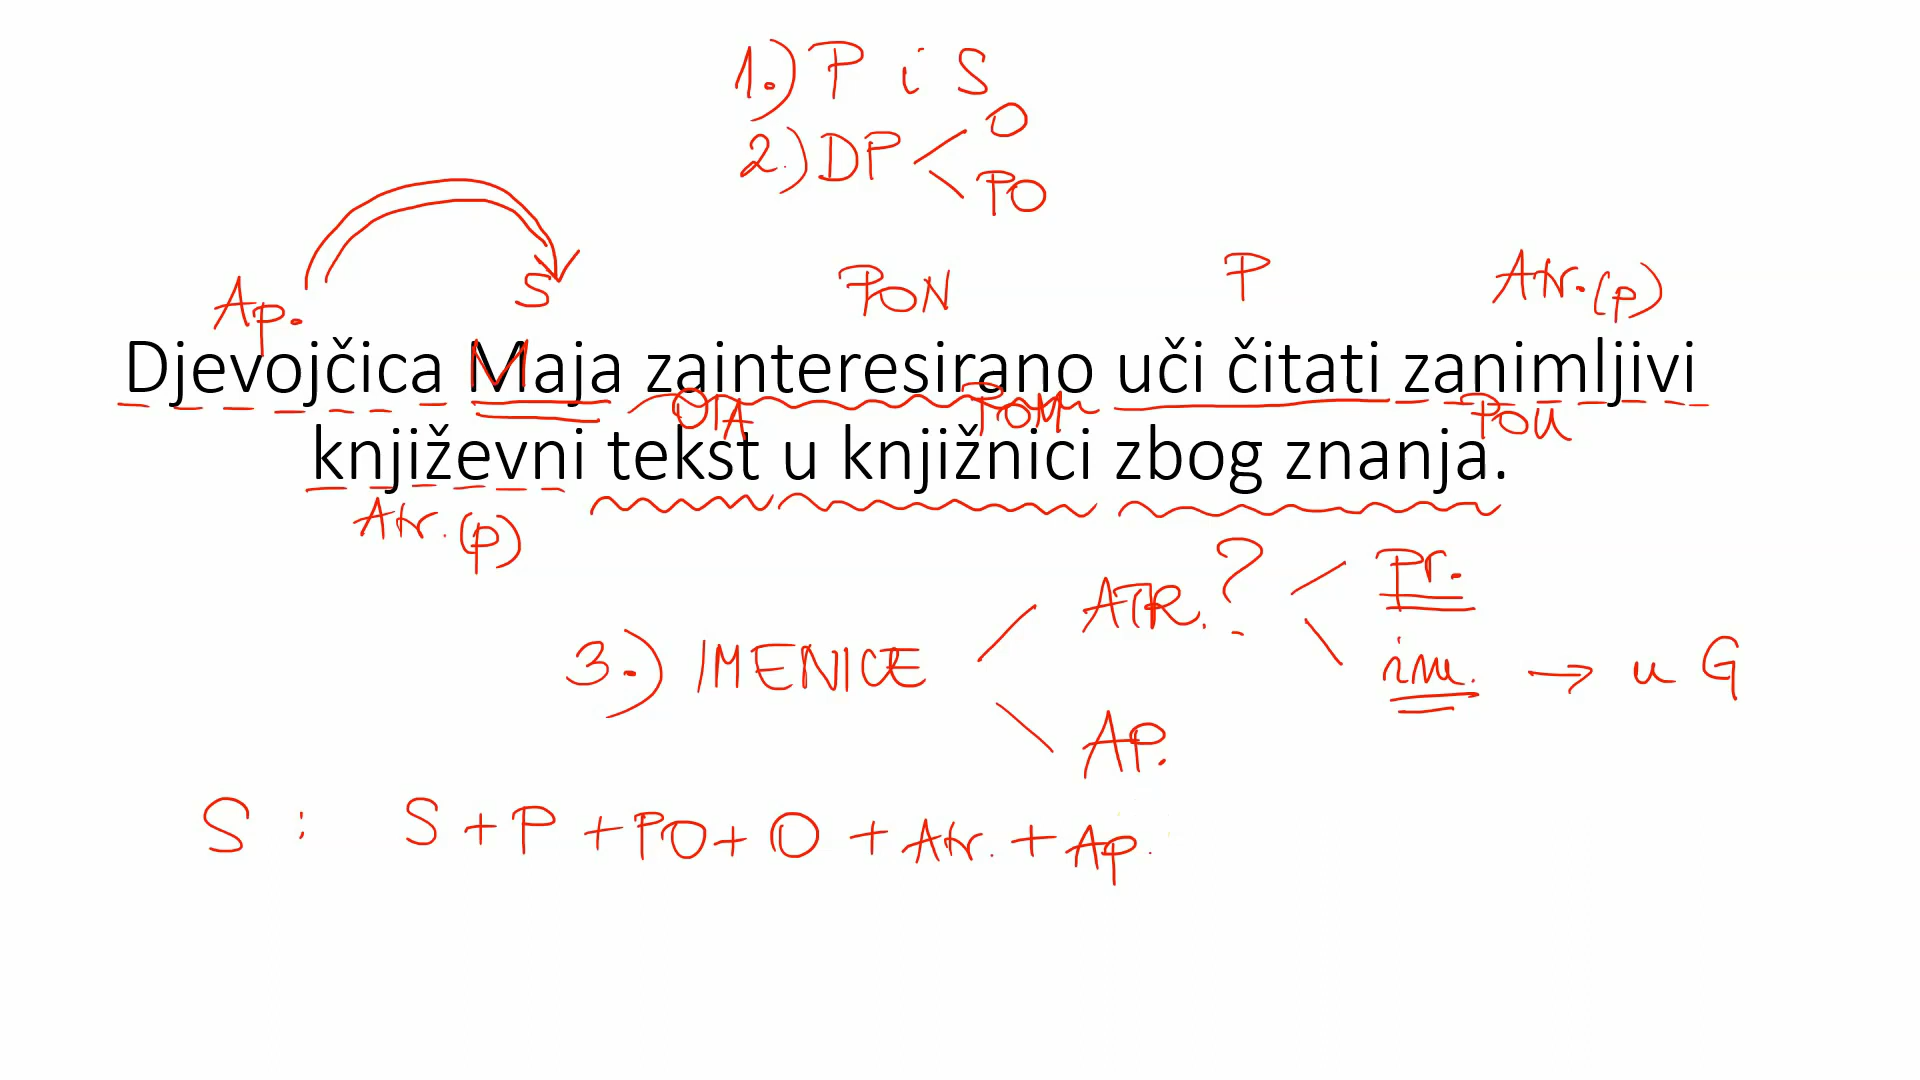 1.) P i S
2.) DP < O
PO
Ap. S PON P Atr. (p)
Djevojčica Maja zainteresirano uči čitati zanimljivi
OIA POM POU
književni tekst u knjižnici zbog znanja.
Atr. (p)
3.) IMENICE ATR. ? pr.
im. → u G
AP.
S : S + P + PO + O + Atr. + Ap.